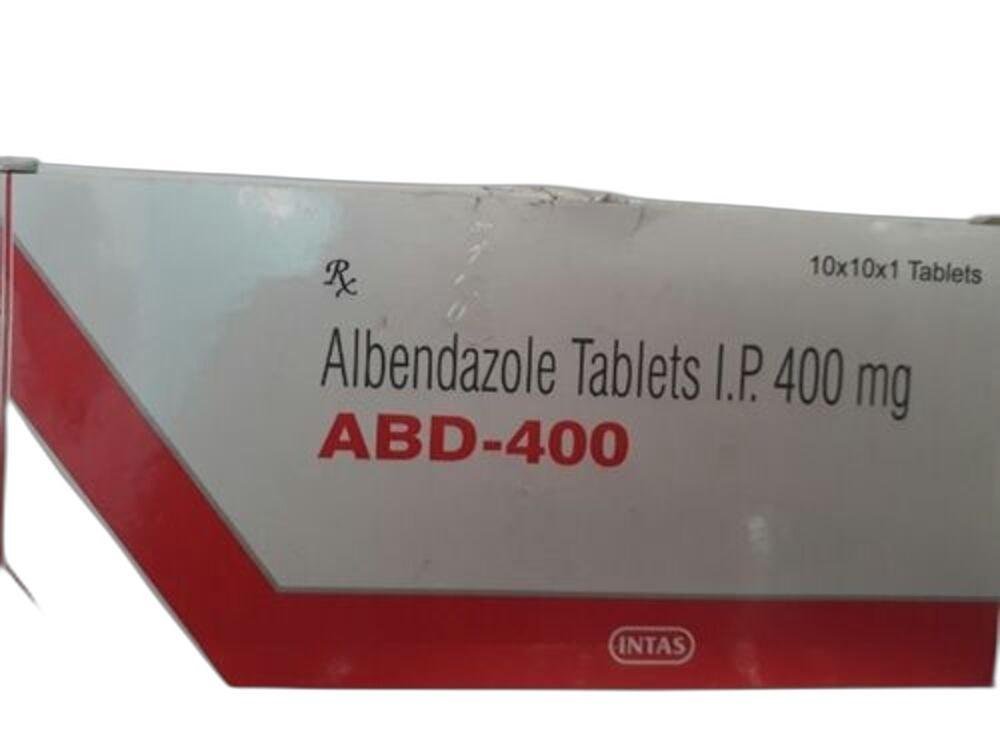 Rx
10x10x1 Tablets
Albendazole Tablets I.P. 400 mg
ABD-400
INTAS